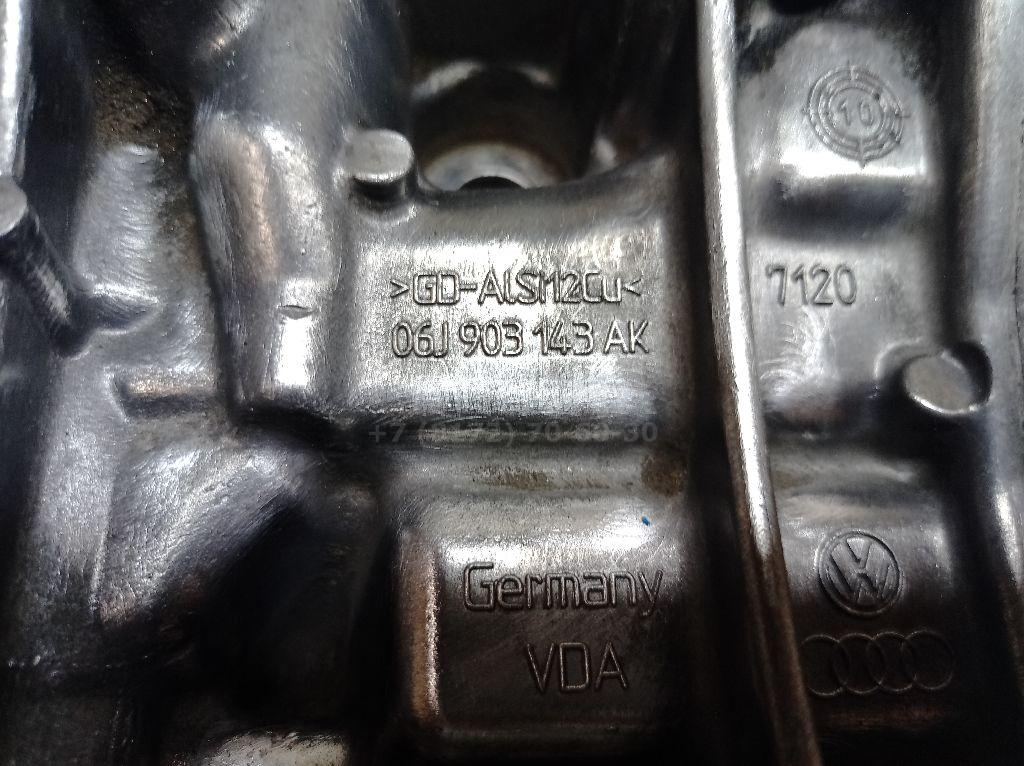 10
>GD-AlSi12Cu<
7120
06J 903 143 AK
Germany
VDA